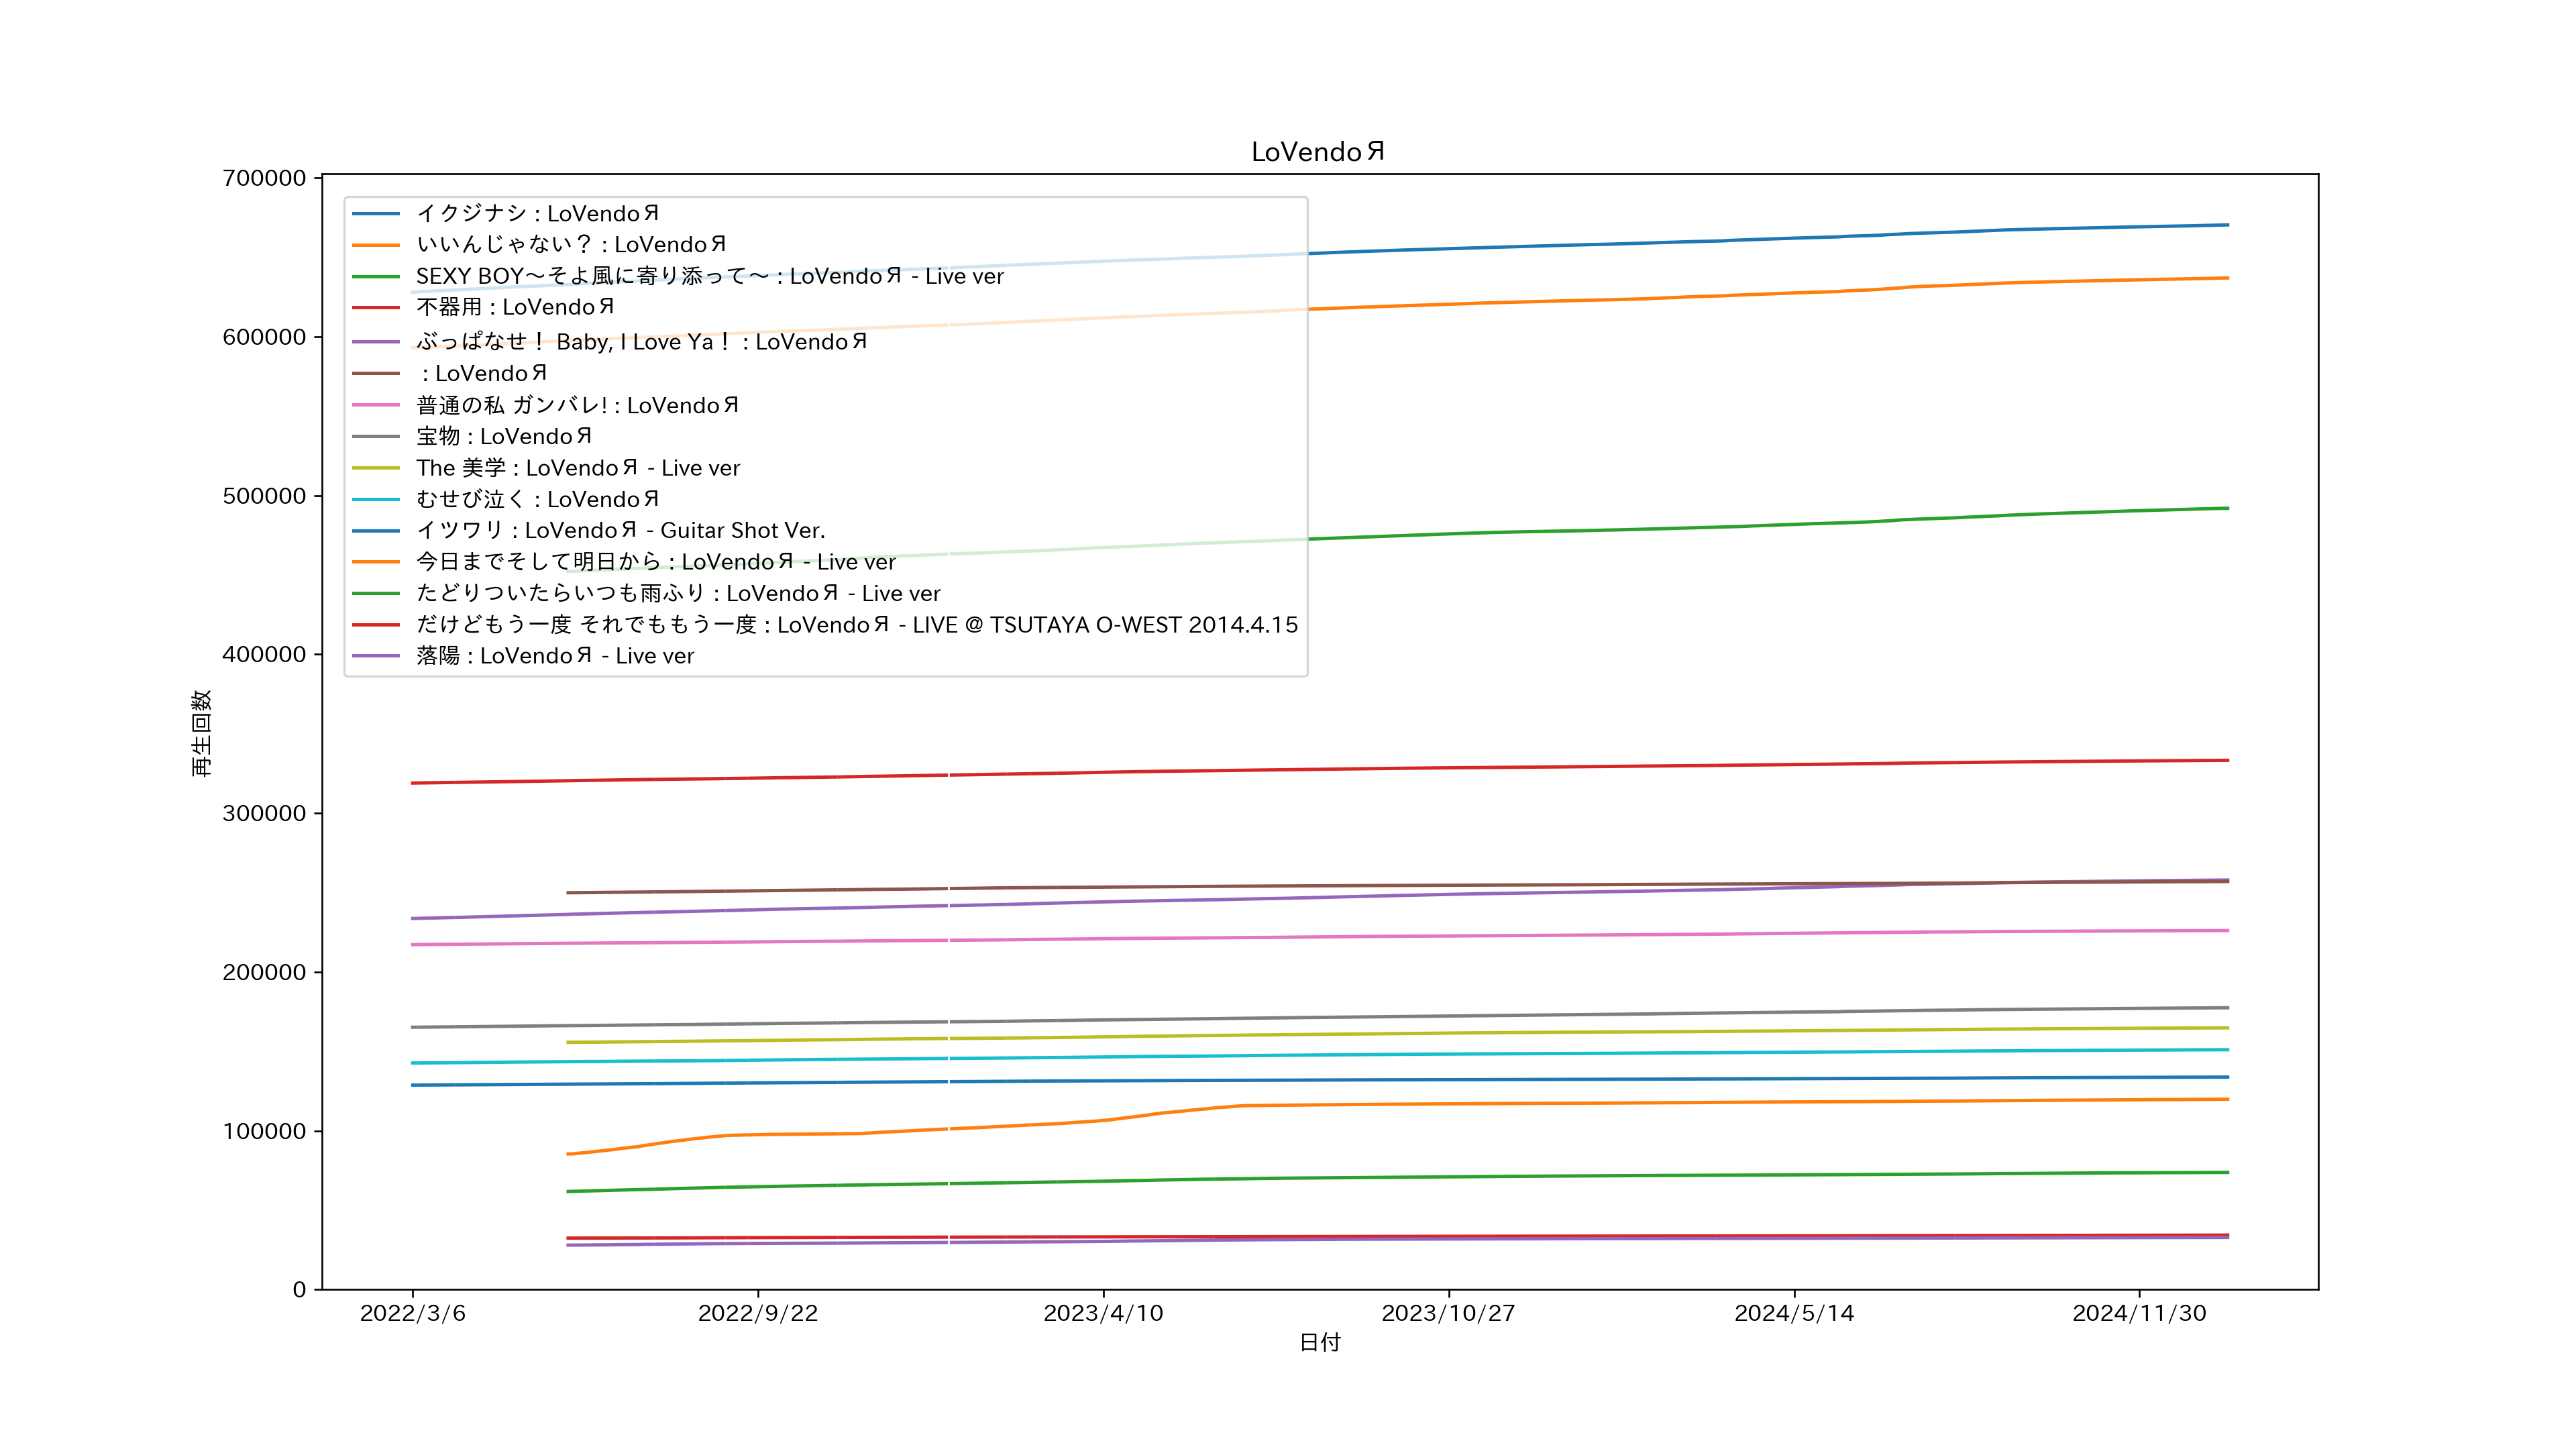 LoVendoЯ
700000
600000
500000
400000
300000
200000
100000
0
再生回数
イクジナシ : LoVendoЯ
いいんじゃない？ : LoVendoЯ
SEXY BOY～そよ風に寄り添って～ : LoVendoЯ - Live ver
不器用 : LoVendoЯ
ぶっぱなせ！ Baby, I Love Ya！ : LoVendoЯ
: LoVendoЯ
普通の私 ガンバレ! : LoVendoЯ
宝物 : LoVendoЯ
The 美学 : LoVendoЯ - Live ver
むせび泣く : LoVendoЯ
イツワリ : LoVendoЯ - Guitar Shot Ver.
今日までそして明日から : LoVendoЯ - Live ver
たどりついたらいつも雨ふり : LoVendoЯ - Live ver
だけどもう一度 それでももう一度 : LoVendoЯ - LIVE @ TSUTAYA O-WEST 2014.4.15
落陽 : LoVendoЯ - Live ver
2022/3/6 2022/9/22 2023/4/10 2023/10/27 2024/5/14 2024/11/30
日付